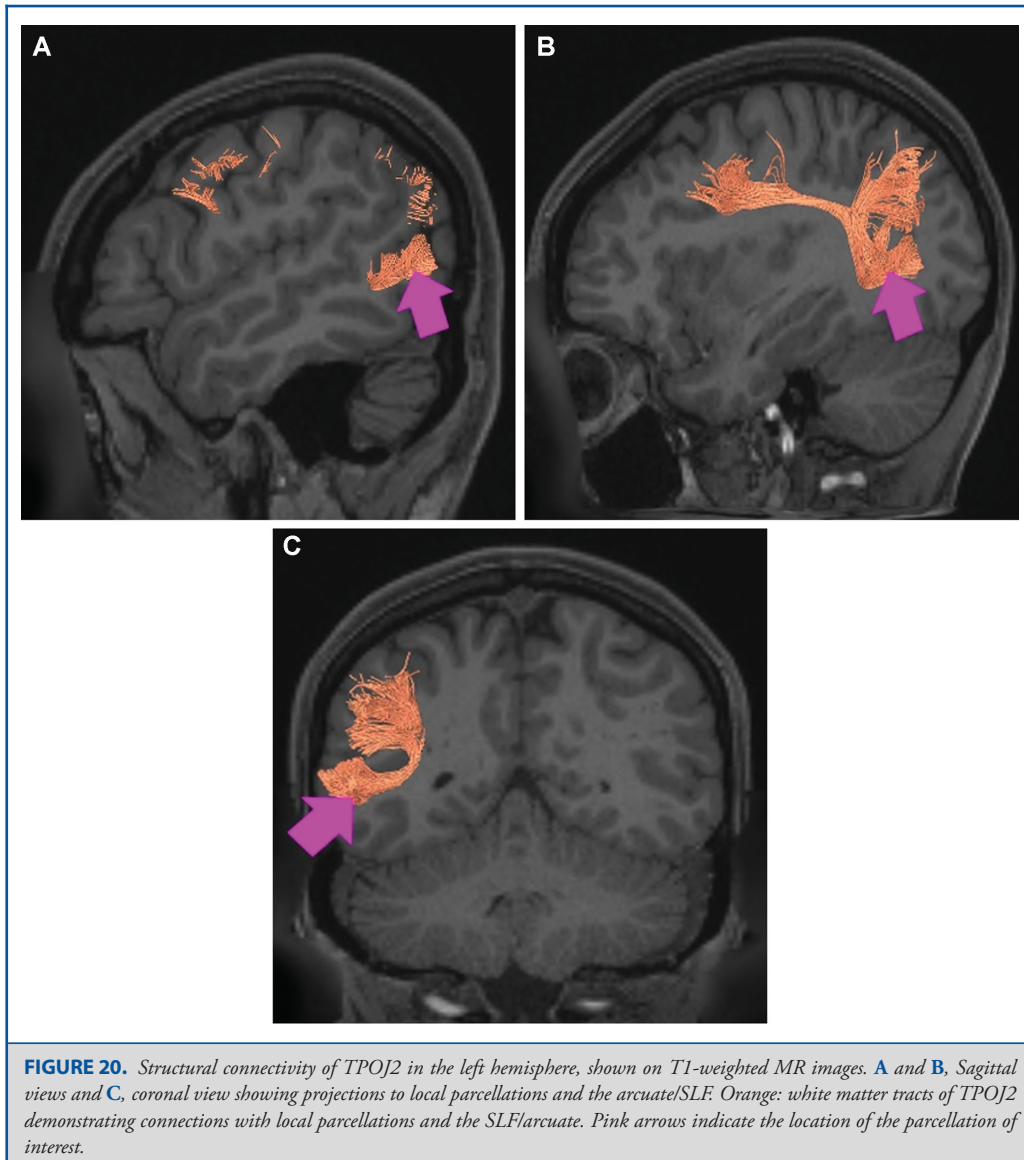 A
B
C
FIGURE 20. Structural connectivity of TPOJ2 in the left hemisphere, shown on T1-weighted MR images. A and B, Sagittal
views and C, coronal view showing projections to local parcellations and the arcuate/SLF. Orange: white matter tracts of TPOJ2
demonstrating connections with local parcellations and the SLF/arcuate. Pink arrows indicate the location of the parcellation of
interest.